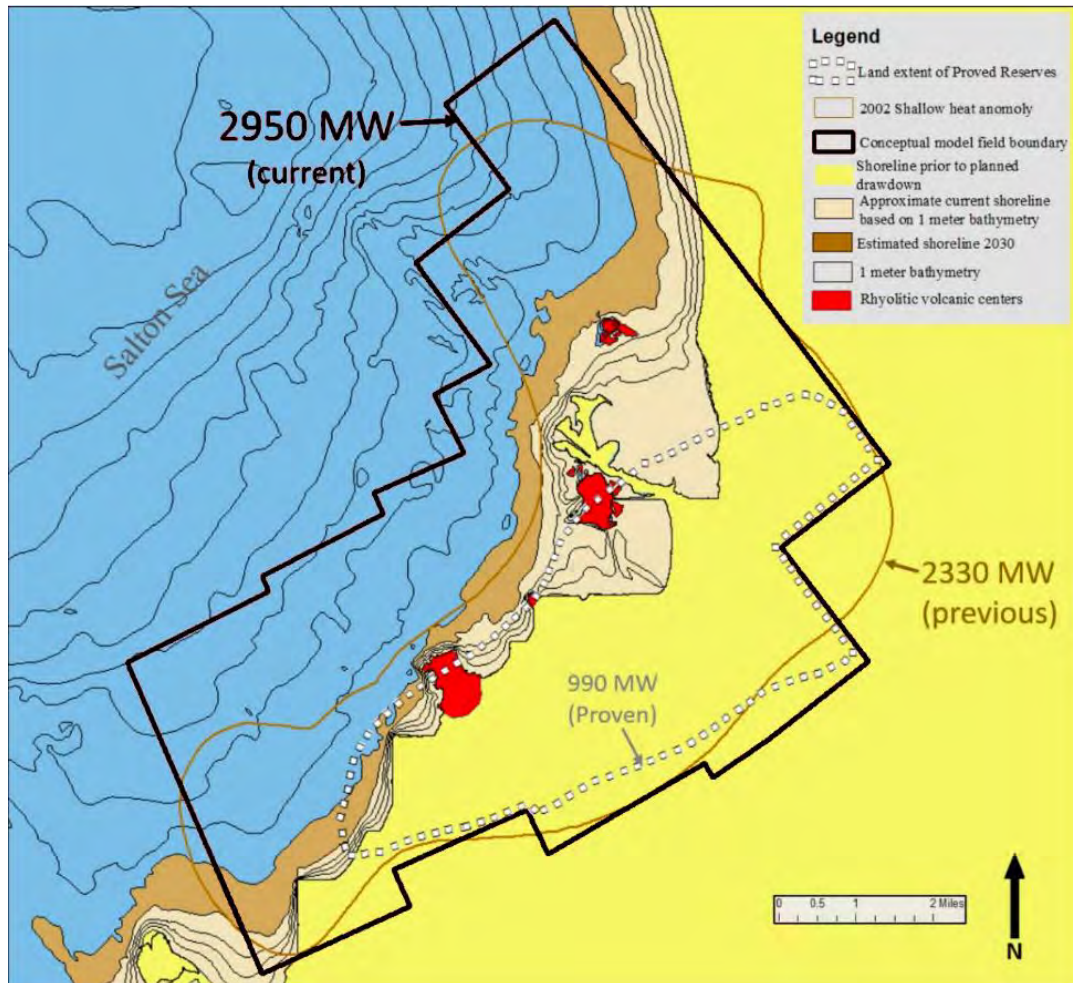 Legend
Land extent of Proved Reserves
2002 Shallow heat anomoly
Conceptual model field boundary
Shoreline prior to planned
drawdown
Approximate current shoreline
based on 1 meter bathymetry
Estimated shoreline 2030
1 meter bathymetry
Rhyolitic volcanic centers
2950 MW
(current)
Salton Sea
2330 MW
(previous)
990 MW
(Proven)
0 0.5 1 2 Miles
N